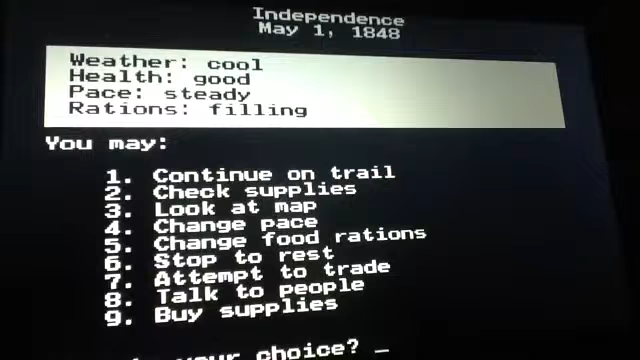 Independence
May 1, 1848
Weather: cool
Health: good
Pace: steady
Rations: filling
You may:
1. Continue on trail
2. Check supplies
3. Look at map
4. Change pace
5. Change food rations
6. Stop to rest
7. Attempt to trade
8. Talk to people
9. Buy supplies
your choice? _